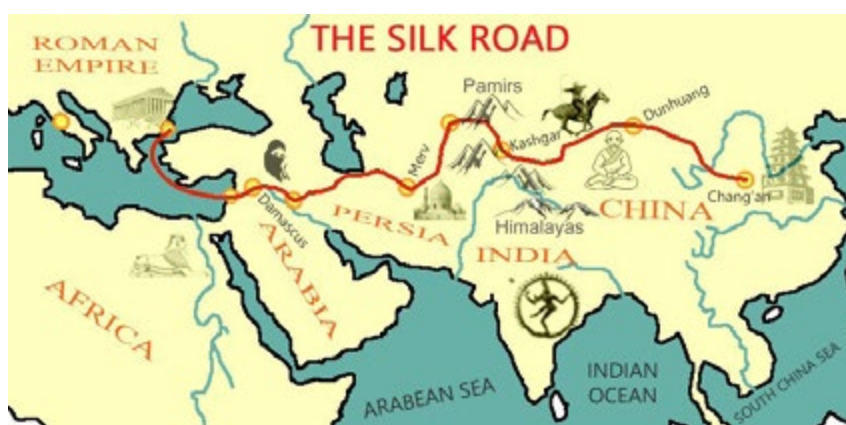 THE SILK ROAD
ROMAN
EMPIRE
Pamirs
Dunhuang
Kashgar
Merv
Chang'an
Damascus
PERSIA
CHINA
Himalayas
INDIA
ARABIA
AFRICA
ARABEAN SEA
INDIAN
OCEAN
SOUTH CHINA SEA